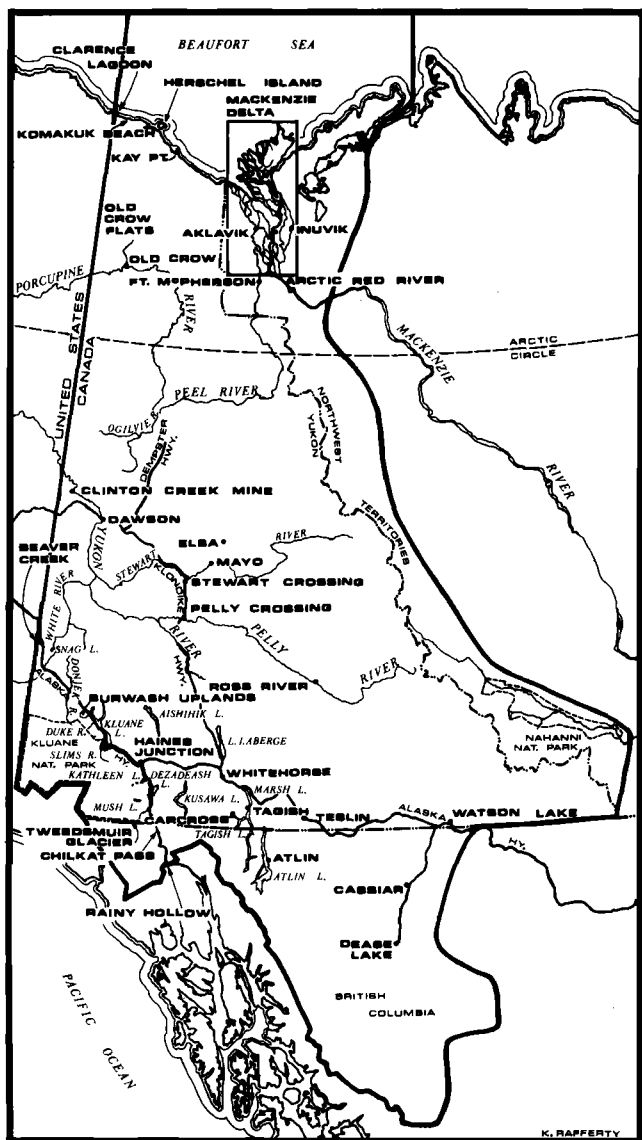 BEAUFORT SEA
CLARENCE
LAGOON
HERSCHEL ISLAND
MACKENZIE
DELTA
KOMAKUK BEACH
KAY PT.
OLD
CROW
FLATS
AKLAVIK
INUVIK
OLD CROW
PORCUPINE
RIVER
FT. McPHERSON
ARCTIC RED RIVER
UNITED STATES
CANADA
ARCTIC
CIRCLE
MACKENZIE
RIVER
PEEL RIVER
OGILVIE R.
DEMPSTER
HWY.
NORTHWEST
YUKON
TERRITORIES
CLINTON CREEK MINE
DAWSON
ELSA
RIVER
BEAVER
CREEK
YUKON
MAYO
STEWART
KLONDIKE
STEWART CROSSING
WHITE RIVER
PELLY CROSSING
RIVER
PELLY
RIVER
HWY.
SNAG L.
ALASKA
DONJEK R.
ROSS RIVER
BURWASH UPLANDS
AISHIHIK L.
KLUANE
L.
DUKE R.
KLUANE
HAINES
JUNCTION
L. LABERGE
NAHANNI
NAT. PARK
SLIMS R.
NAT. PARK
HY.
KATHLEEN L.
DEZADEASH
L.
WHITEHORSE
MARSH L.
MUSH L.
KUSAWA L.
TAGISH
TESLIN
ALASKA
WATSON LAKE
HY.
CARCROSS
TWEEDSMUIR
GLACIER
TAGISH L.
CHILKAT PASS
ATLIN
ATLIN L.
CASSIAR
RAINY HOLLOW
DEASE
LAKE
PACIFIC OCEAN
BRITISH
COLUMBIA
K. RAFFERTY